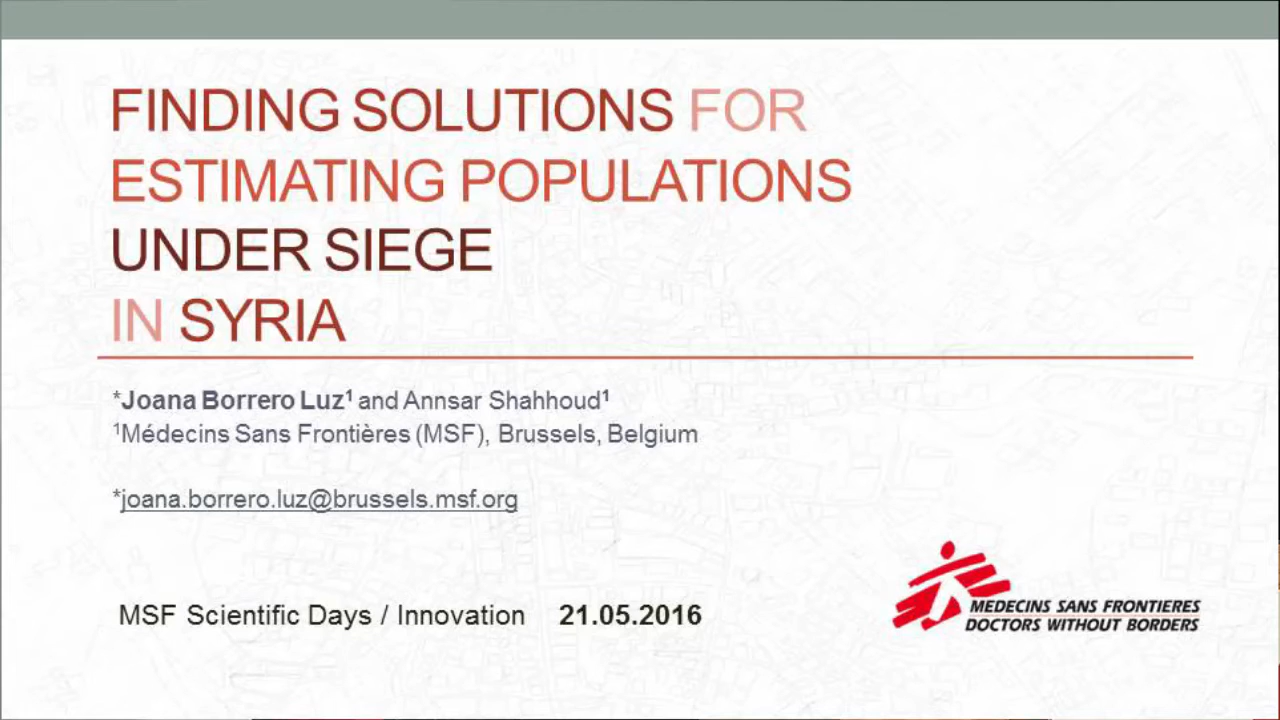 FINDING SOLUTIONS FOR
ESTIMATING POPULATIONS
UNDER SIEGE
IN SYRIA
*Joana Borrero Luz¹ and Annsar Shahhoud¹
¹Médecins Sans Frontières (MSF), Brussels, Belgium
*joana.borrero.luz@brussels.msf.org
MSF Scientific Days / Innovation 21.05.2016
MEDECINS SANS FRONTIERES
DOCTORS WITHOUT BORDERS